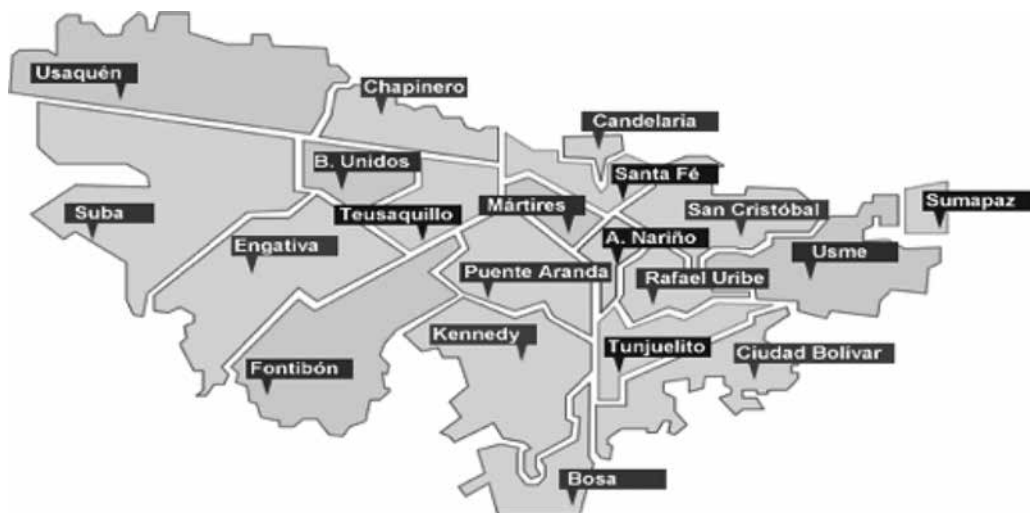 Usaquén
Chapinero
Candelaria
B. Unidos
Santa Fé
Suba
Teusaquillo
Mártires
San Cristóbal
Sumapaz
Engativa
A. Nariño
Usme
Puente Aranda
Rafael Uribe
Kennedy
Tunjuelito
Ciudad Bolívar
Fontibón
Bosa